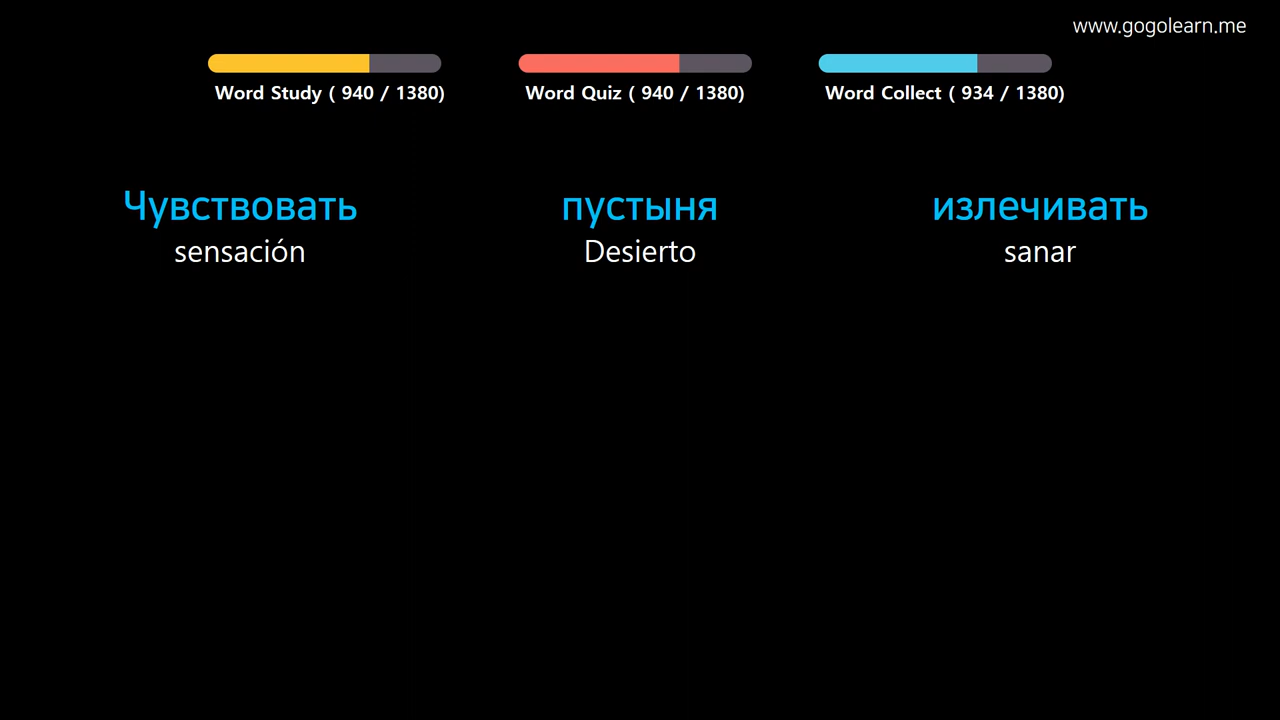 www.gogolearn.me
Word Study ( 940 / 1380)
Word Quiz ( 940 / 1380)
Word Collect ( 934 / 1380)
Чувствовать
sensación
пустыня
Desierto
излечивать
sanar